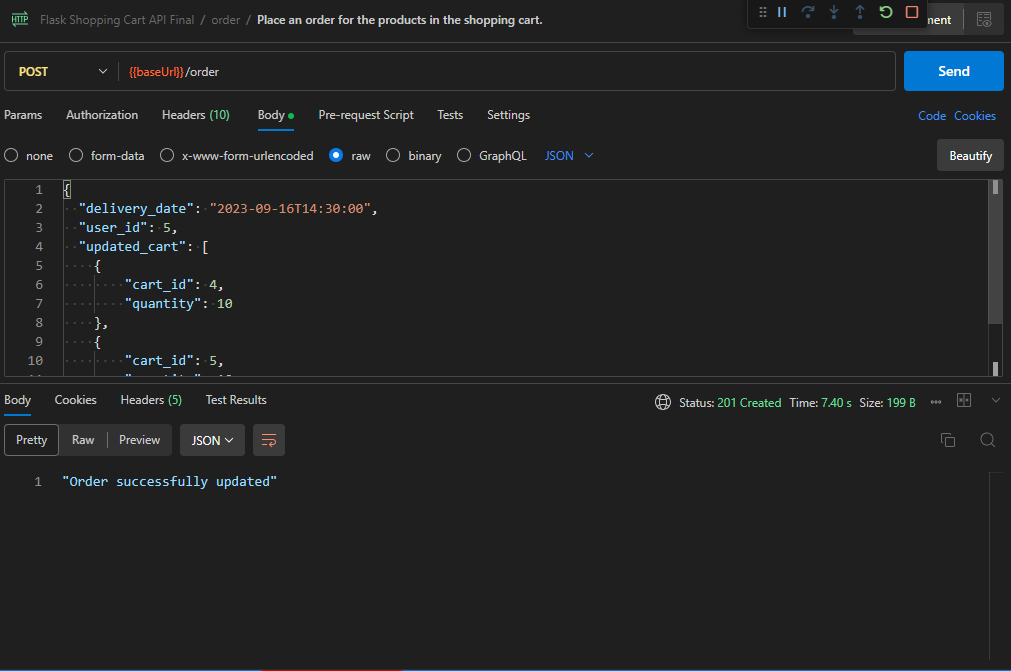 HTTP Flask Shopping Cart API Final / order / Place an order for the products in the shopping cart.
ment
POST {{baseUrl}}/order Send
Params Authorization Headers (10) Body Pre-request Script Tests Settings Code Cookies
none form-data x-www-form-urlencoded raw binary GraphQL JSON Beautify
1 {
2 "delivery_date": "2023-09-16T14:30:00",
3 "user_id": 5,
4 "updated_cart": [
5 {
6 "cart_id": 4,
7 "quantity": 10
8 },
9 {
10 "cart_id": 5,
Body Cookies Headers (5) Test Results Status: 201 Created Time: 7.40 s Size: 199 B
Pretty Raw Preview JSON
1 "Order successfully updated"